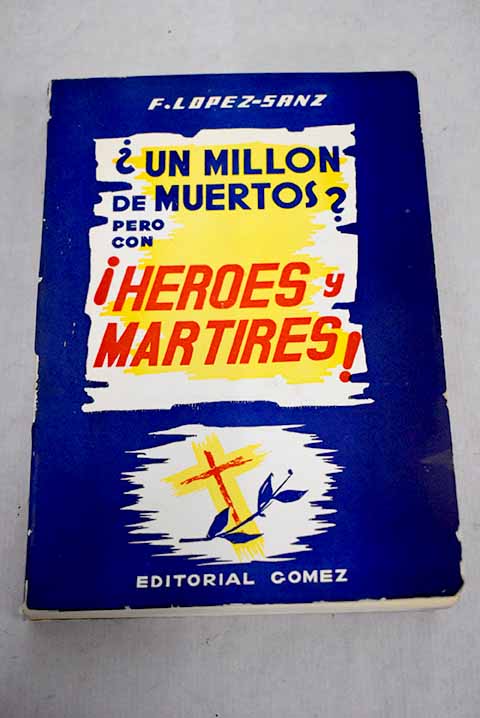 F. LOPEZ-SANZ
¿UN MILLON
DE MUERTOS?
PERO
CON
¡HEROES y
MARTIRES!
EDITORIAL GOMEZ